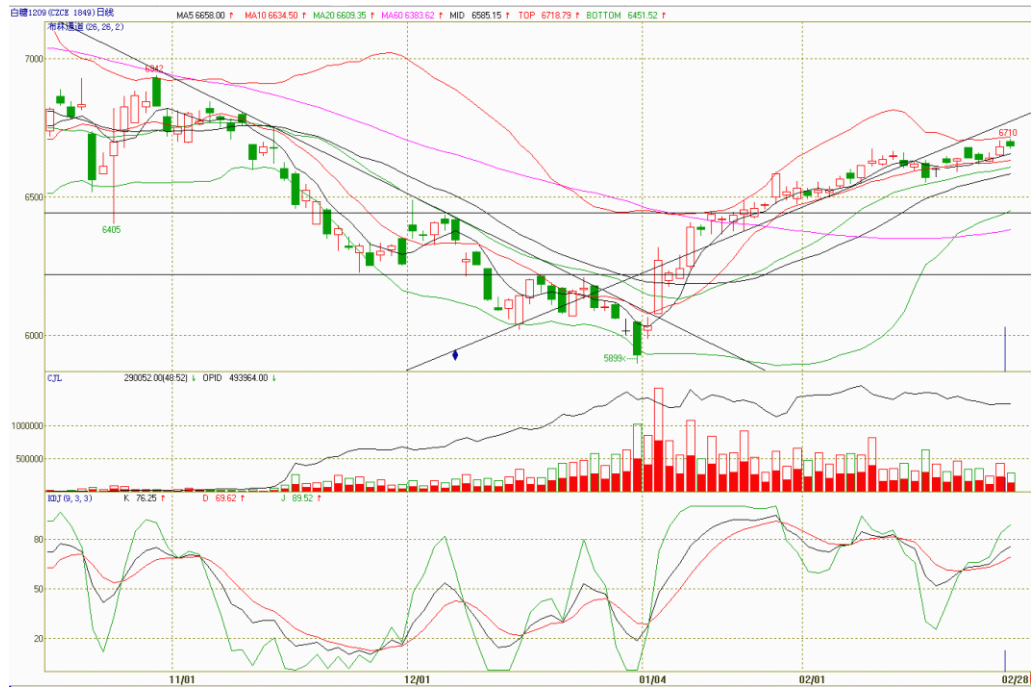 白糖1209(CZCE 1849)日线 MA5 6658.00 ↑ MA10 6634.50 ↑ MA20 6609.35 ↑ MA60 6383.62 ↑ MID 6585.15 ↑ TOP 6718.79 ↑ BOTTOM 6451.52 ↑
布林通道(26,26,2)
7000
6942
6710
6500
6405
6000
5899
CJL 290052.00(48:52) ↓ OPID 493964.00 ↓
1000000
500000
KDJ(9,3,3) K 76.25 ↑ D 69.62 ↑ J 89.52 ↑
80
50
20
11/01 12/01 01/04 02/01 02/28